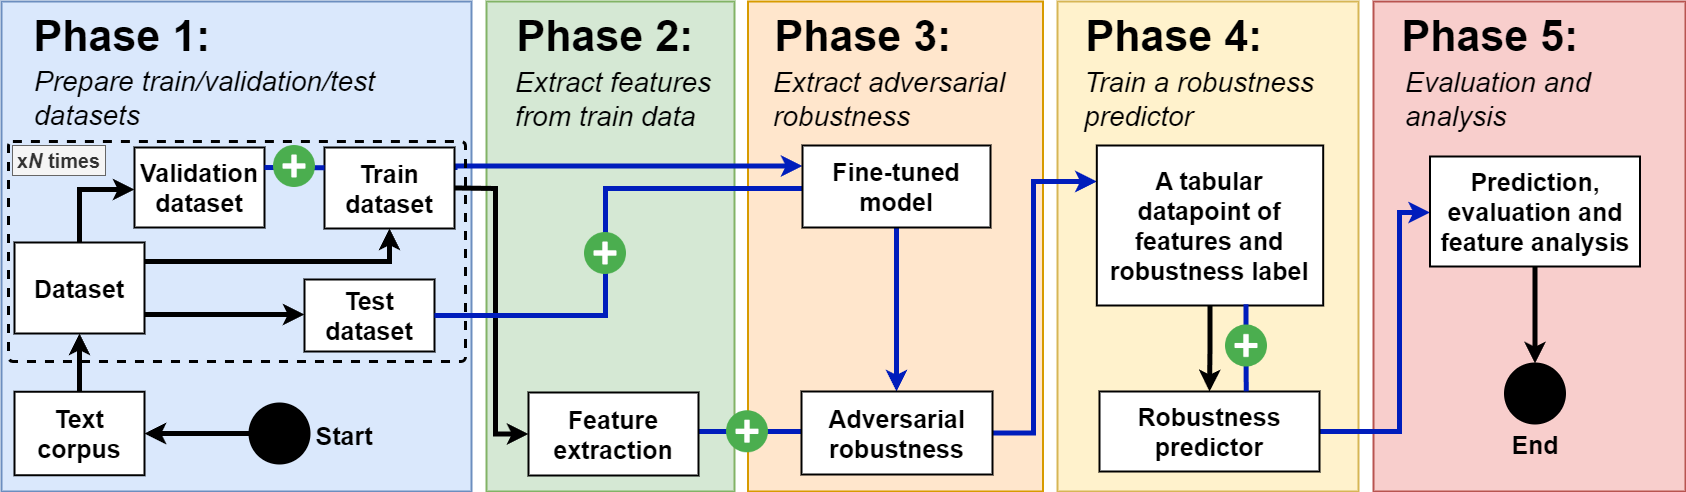 Phase 1:
Prepare train/validation/test
datasets
xN times
Validation
dataset
Train
dataset
Dataset
Test
dataset
Text
corpus
Start
Phase 2:
Extract features
from train data
Feature
extraction
Phase 3:
Extract adversarial
robustness
Fine-tuned
model
Adversarial
robustness
Phase 4:
Train a robustness
predictor
A tabular
datapoint of
features and
robustness label
Robustness
predictor
Phase 5:
Evaluation and
analysis
Prediction,
evaluation and
feature analysis
End